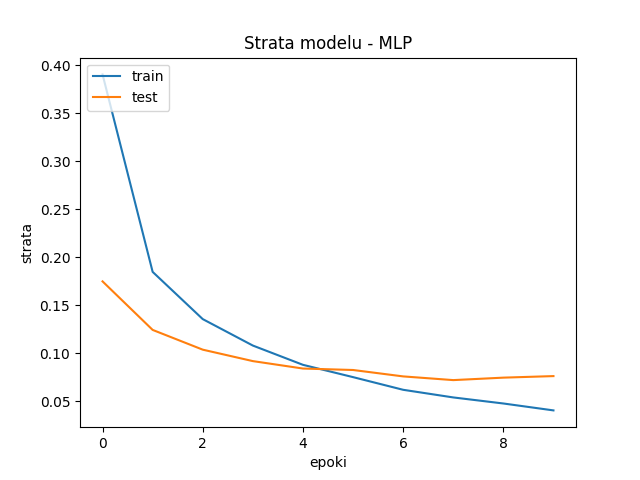 Strata modelu - MLP
train
test
0.40
0.35
0.30
0.25
0.20
0.15
0.10
0.05
strata
0 2 4 6 8
epoki